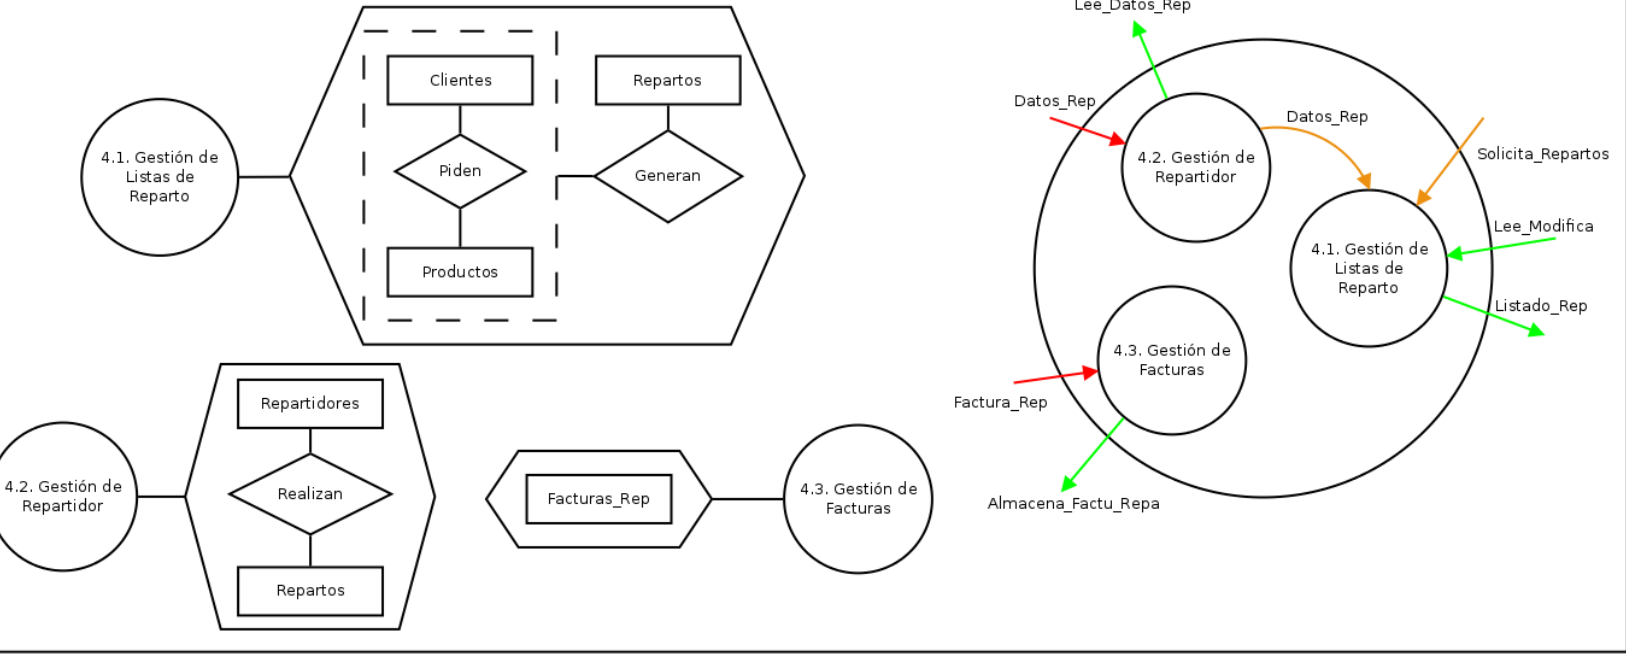 Clientes
Repartos
4.1. Gestión de
Listas de
Reparto
Piden
Generan
Productos
Repartidores
4.2. Gestión de
Repartidor
Realizan
Repartos
Facturas_Rep
4.3. Gestión de
Facturas
Lee_Datos_Rep
Datos_Rep
Datos_Rep
4.2. Gestión de
Repartidor
Solicita_Repartos
Lee_Modifica
4.1. Gestión de
Listas de
Reparto
Listado_Rep
4.3. Gestión de
Facturas
Factura_Rep
Almacena_Factu_Repa